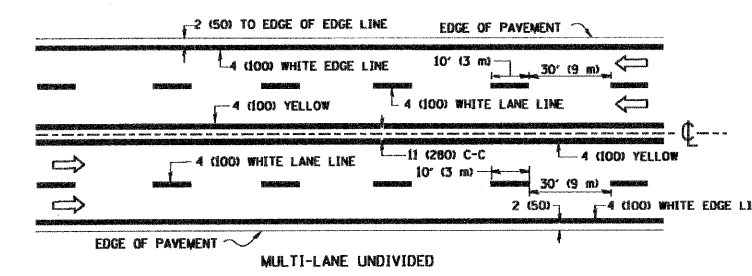 2 (50) TO EDGE OF EDGE LINE
EDGE OF PAVEMENT
4 (100) WHITE EDGE LINE
10' (3 m)
30' (9 m)
4 (100) YELLOW
4 (100) WHITE LANE LINE
℄
4 (100) WHITE LANE LINE
11 (280) C-C
4 (100) YELLOW
10' (3 m)
30' (9 m)
2 (50)
4 (100) WHITE EDGE LI
EDGE OF PAVEMENT
MULTI-LANE UNDIVIDED